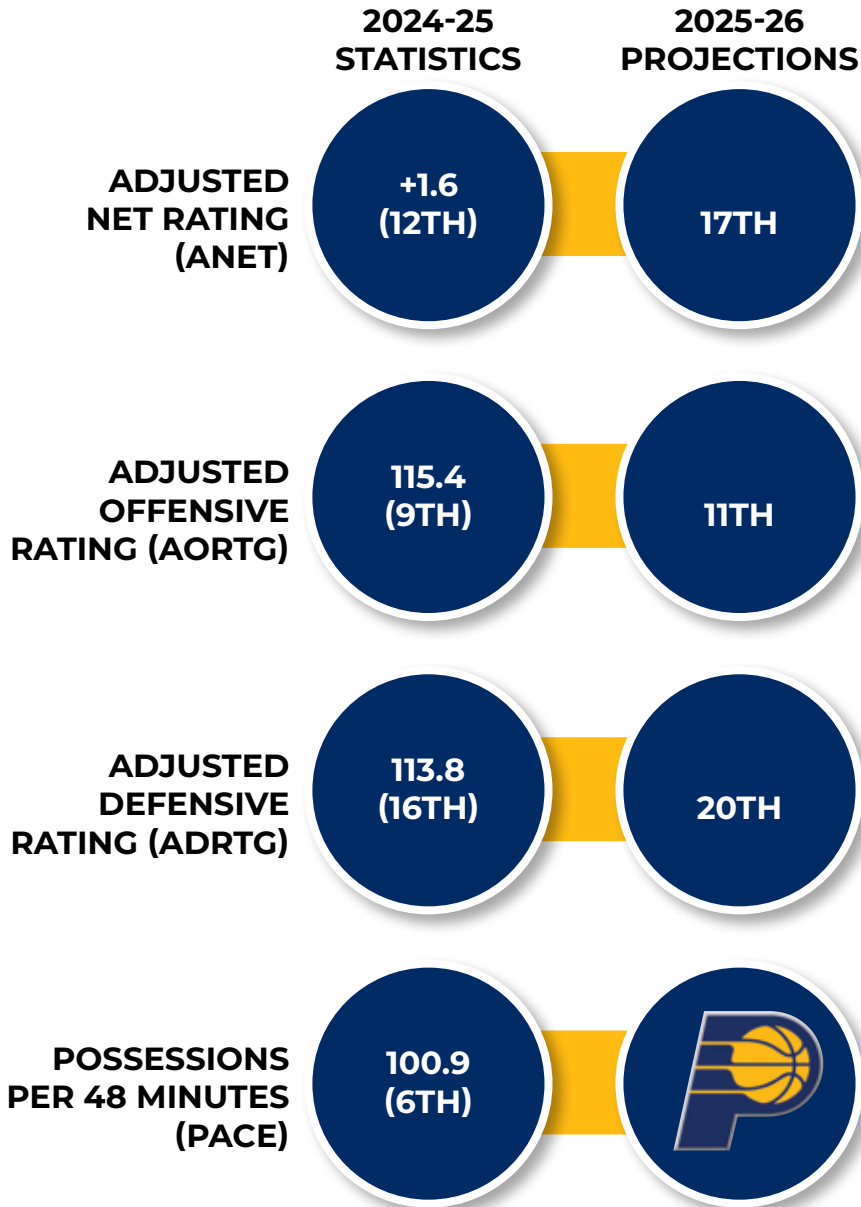 2024-25
STATISTICS
2025-26
PROJECTIONS
ADJUSTED
NET RATING
(ANET)
+1.6
(12TH)
17TH
ADJUSTED
OFFENSIVE
RATING (AORTG)
115.4
(9TH)
11TH
ADJUSTED
DEFENSIVE
RATING (ADRTG)
113.8
(16TH)
20TH
POSSESSIONS
PER 48 MINUTES
(PACE)
100.9
(6TH)
P